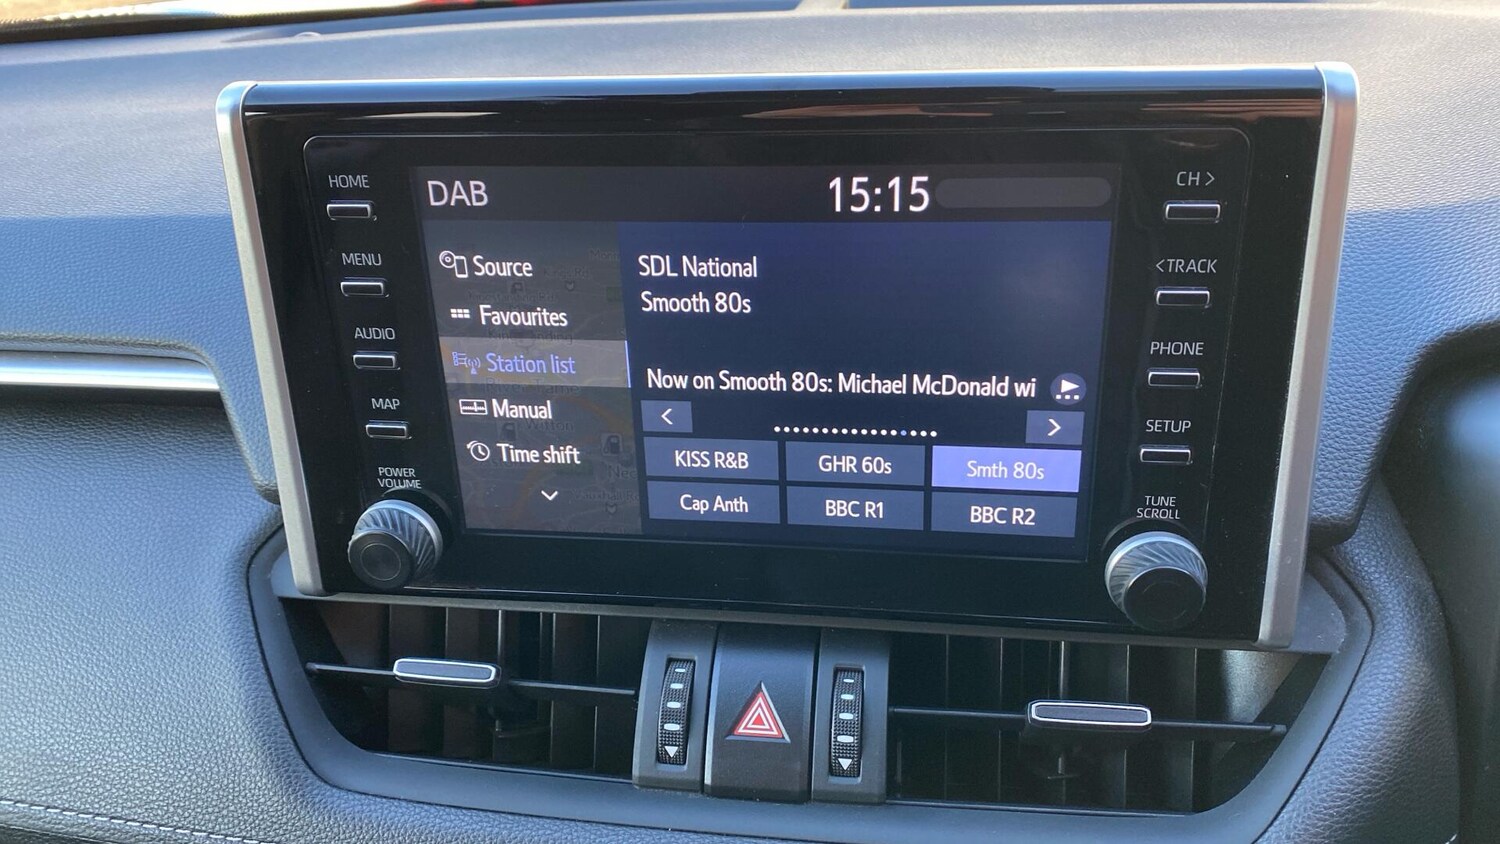 HOME
MENU
AUDIO
MAP
POWER
VOLUME
DAB
15:15
Source
Favourites
Station list
Manual
Time shift
SDL National
Smooth 80s
Now on Smooth 80s: Michael McDonald wi
KISS R&B
GHR 60s
Smth 80s
Cap Anth
BBC R1
BBC R2
CH >
<TRACK
PHONE
SETUP
TUNE
SCROLL